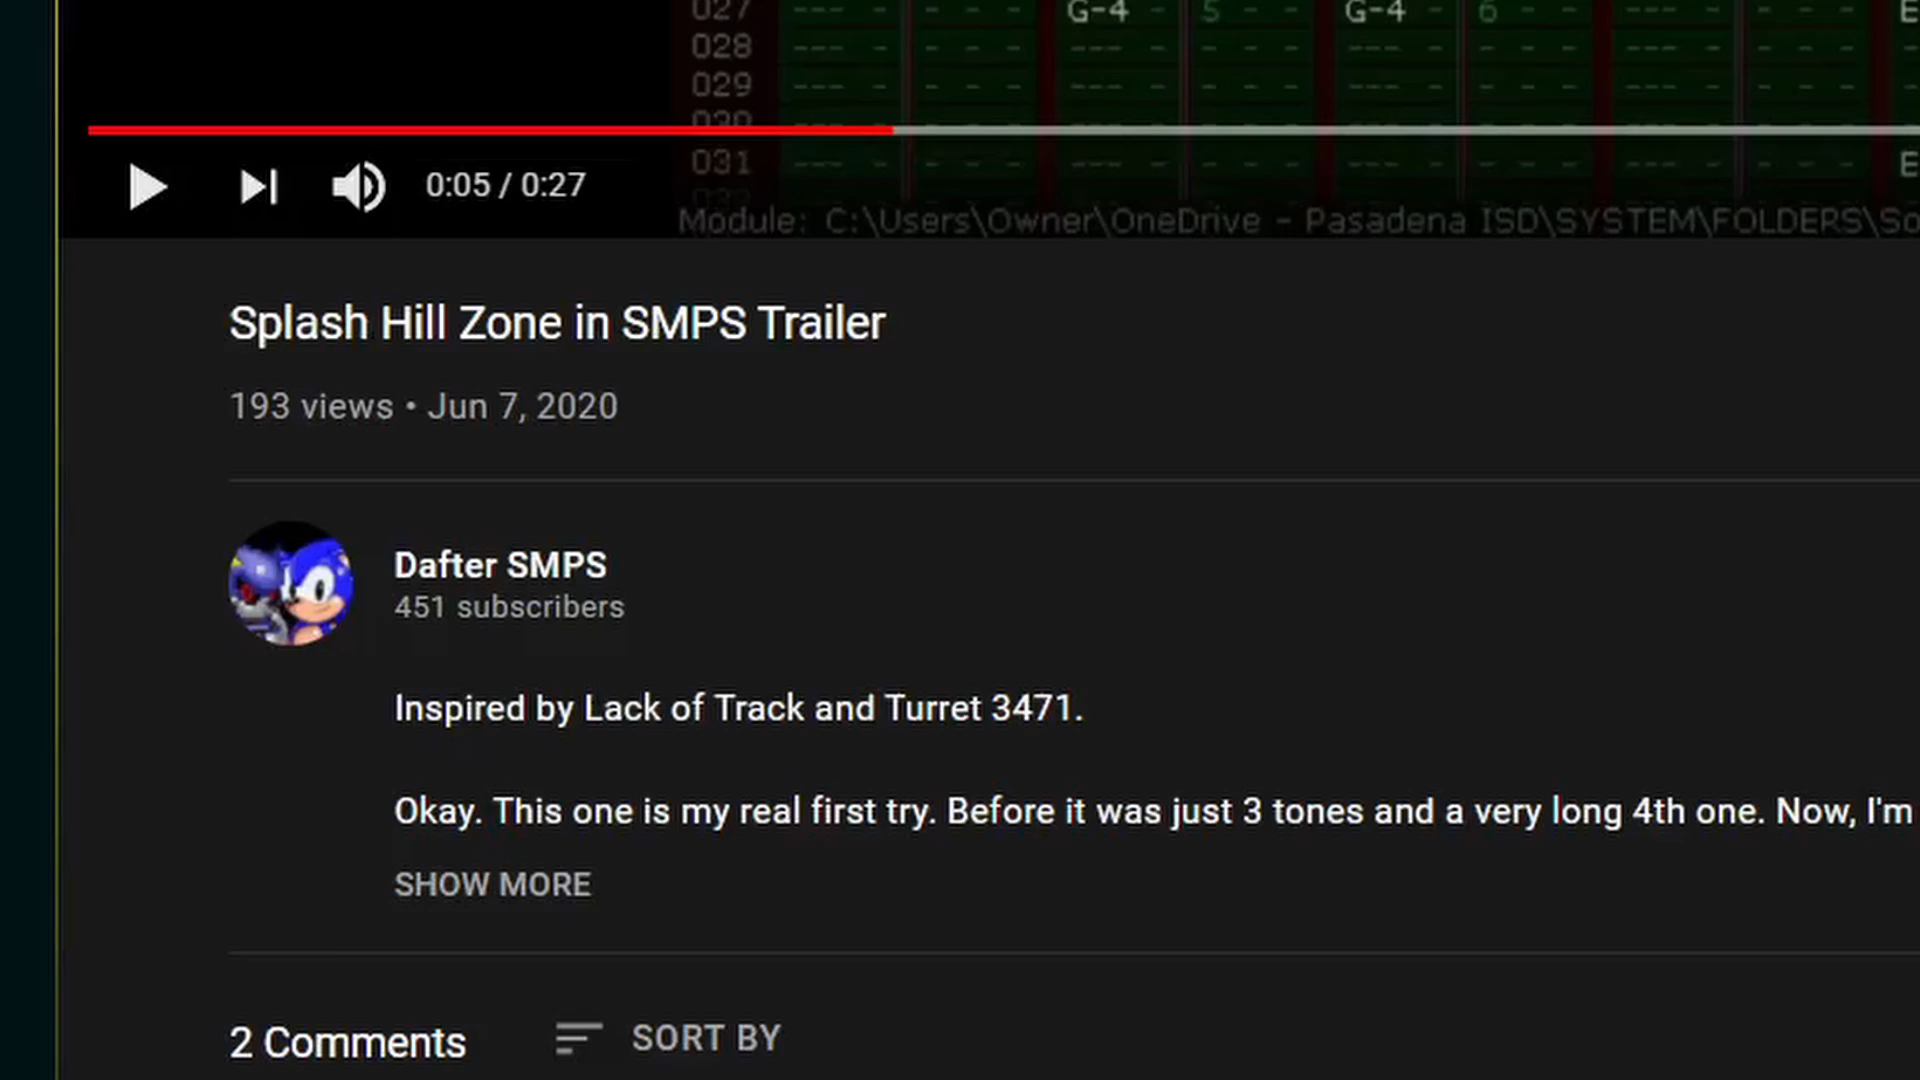 027 --- - - - - G-4 - 5 - - G-4 - 6 - - --- - - - - E
028 --- - - - - --- - - - - --- - - - - --- - - - -
029 --- - - - - --- - - - - --- - - - - --- - - - -
030
031 --- - - - - --- - - - - --- - - - - --- - - - - E
0:05 / 0:27
Module: C:\Users\Owner\OneDrive - Pasadena ISD\SYSTEM\FOLDERS\So
Splash Hill Zone in SMPS Trailer
193 views • Jun 7, 2020
Dafter SMPS
451 subscribers
Inspired by Lack of Track and Turret 3471.
Okay. This one is my real first try. Before it was just 3 tones and a very long 4th one. Now, I'm
SHOW MORE
2 Comments
SORT BY